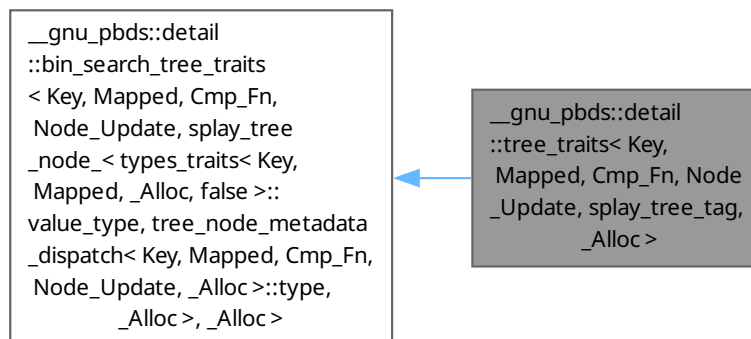 __gnu_pbds::detail
::bin_search_tree_traits
< Key, Mapped, Cmp_Fn,
Node_Update, splay_tree
_node_< types_traits< Key,
Mapped, _Alloc, false >::
value_type, tree_node_metadata
_dispatch< Key, Mapped, Cmp_Fn,
Node_Update, _Alloc >::type,
_Alloc >, _Alloc >
__gnu_pbds::detail
::tree_traits< Key,
Mapped, Cmp_Fn, Node
_Update, splay_tree_tag,
_Alloc >